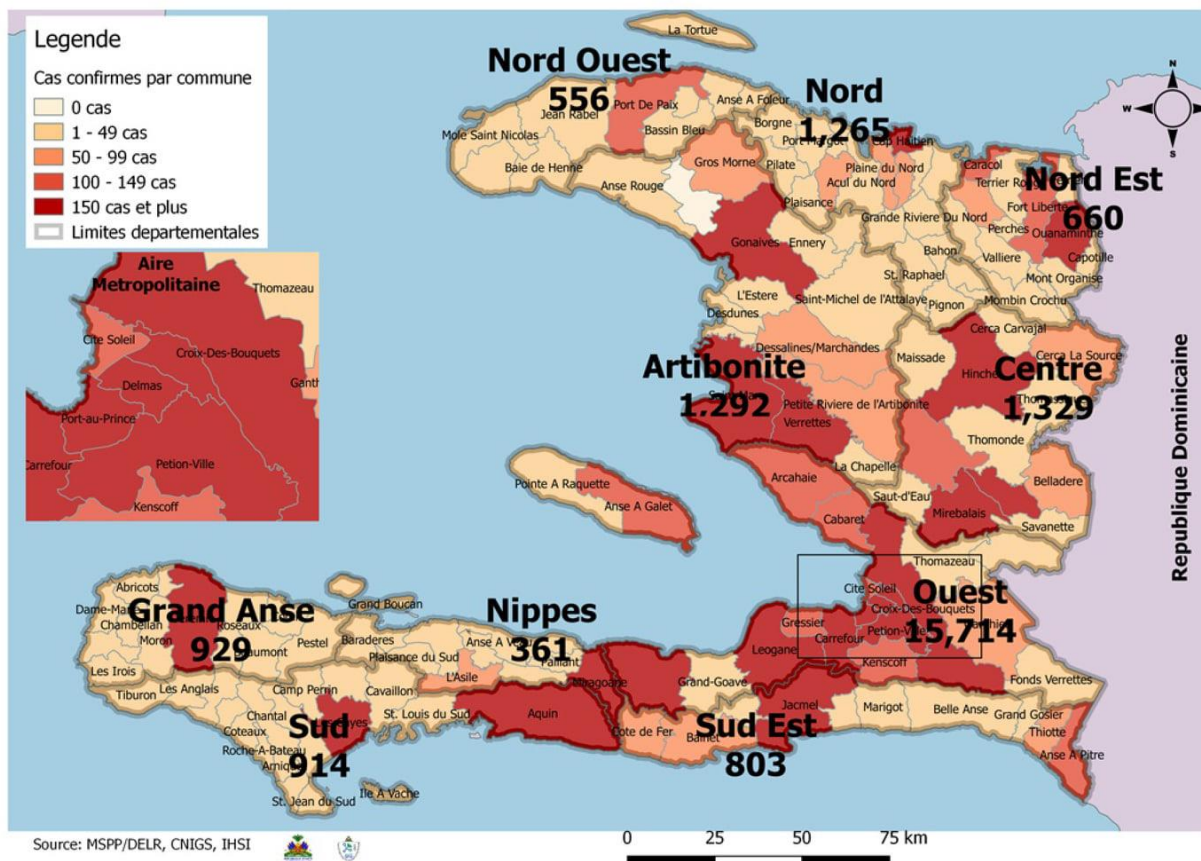 Legende
Cas confirmes par commune
0 cas
1 - 49 cas
50 - 99 cas
100 - 149 cas
150 cas et plus
Limites departementales
Aire
Metropolitaine
Thomazeau
Cite Soleil
Croix-Des-Bouquets
Delmas
Port-au-Prince
Carrefour
Petion-Ville
Kenscoff
N
W
E
S
La Tortue
Nord Ouest
556
Port De Paix
Jean Rabel
Mole Saint Nicolas
Bassin Bleu
Baie de Henne
Anse A Foleur
Nord
1,265
Borgne
Port Margot
Cap Haitien
Pilate
Plaine du Nord
Acul du Nord
Plaisance
Grande Riviere Du Nord
Bahon
St. Raphael
Pignon
Caracol
Nord Est
660
Fort Liberte
Perches
Ouanaminthe
Capotille
Valliere
Mont Organise
Mombin Crochu
Gros Morne
Anse Rouge
Gonaives
Ennery
L'Estere
Saint-Michel de l'Attalaye
Desdunes
Dessalines/Marchandes
Artibonite
1.292
Petite Riviere de l'Artibonite
Verrettes
La Chapelle
Cerca Carvajal
Maissade
Cerca La Source
Centre
1,329
Thomonde
Belladere
Saut-d'Eau
Mirebalais
Savanette
Arcahaie
Cabaret
Pointe A Raquette
Anse A Galet
Thomazeau
Cite Soleil
Ouest
15,714
Croix-Des-Bouquets
Gressier
Petion-Ville
Carrefour
Leogane
Kenscoff
Grand-Goave
Fonds Verrettes
Abricots
Dame-Marie
Grand Anse
929
Chambellan
Roseaux
Moron
Pestel
Les Irois
Grand Boucan
Baraderes
Nippes
361
Plaisance du Sud
Paillant
L'Asile
Miragoane
Tiburon
Les Anglais
Camp Perrin
Cavaillon
Chantal
Sud
914
Coteaux
St. Louis du Sud
Aquin
Roche-A-Bateau
St. Jean du Sud
Ile A Vache
Jacmel
Sud Est
803
Cote de Fer
Marigot
Belle Anse
Grand Gosier
Thiotte
Anse A Pitre
Republique Dominicaine
Source: MSPP/DELR, CNIGS, IHSI
0 25 50 75 km